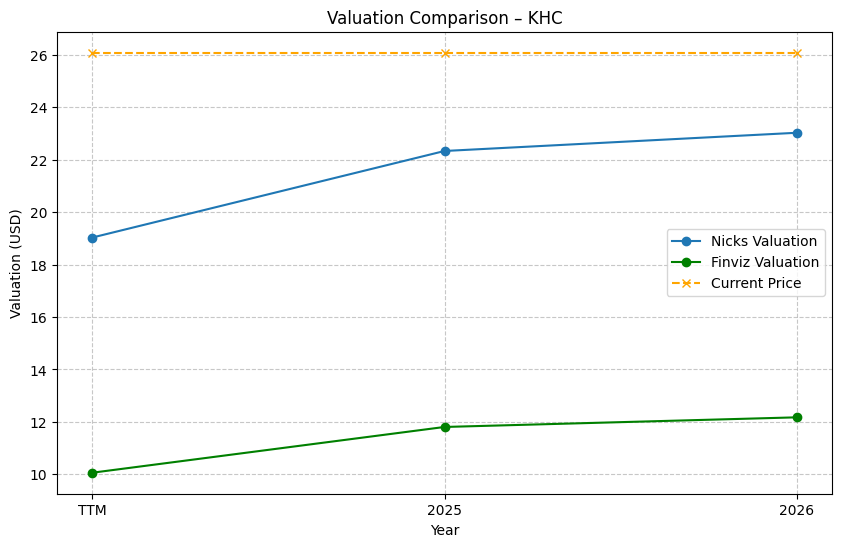 Valuation Comparison – KHC
Valuation (USD)
26
24
22
20
18
16
14
12
10
Nicks Valuation
Finviz Valuation
Current Price
TTM
2025
2026
Year